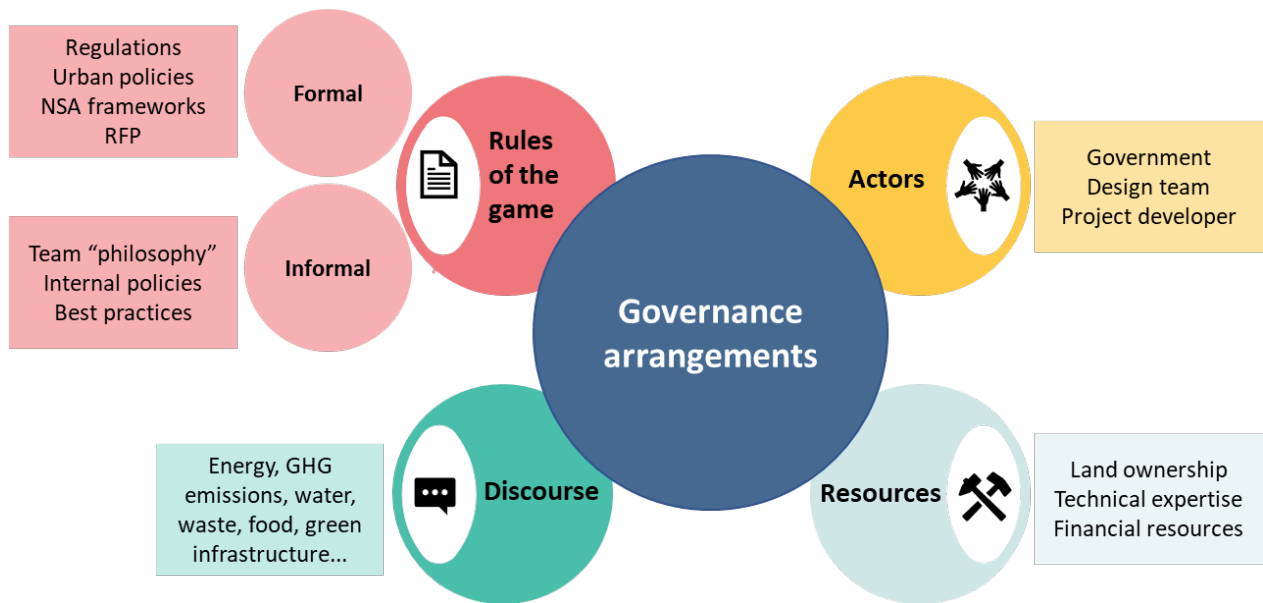 Regulations
Urban policies
NSA frameworks
RFP
Formal
Team “philosophy”
Internal policies
Best practices
Informal
Rules
of the
game
Actors
Government
Design team
Project developer
Governance
arrangements
Energy, GHG
emissions, water,
waste, food, green
infrastructure...
Discourse
Resources
Land ownership
Technical expertise
Financial resources